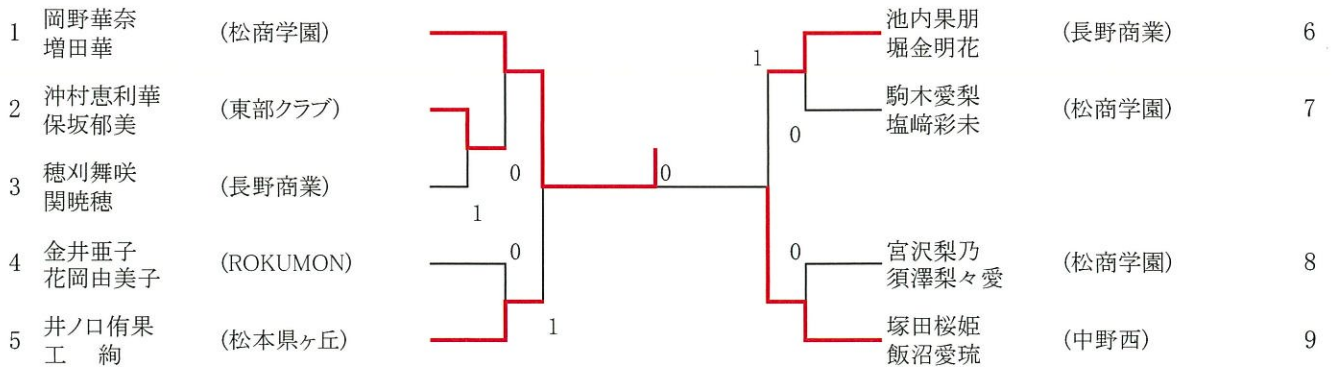 1 岡野華奈 (松商学園)
増田華
2 沖村恵利華 (東部クラブ)
保坂郁美
3 穂刈舞咲 (長野商業)
関暁穂
4 金井亜子 (ROKUMON)
花岡由美子
5 井ノ口侑果 (松本県ヶ丘)
工 絢
0
1
0
1
0
1
0
0
池内果朋 (長野商業) 6
堀金明花
駒木愛梨 (松商学園) 7
塩﨑彩未
宮沢梨乃 (松商学園) 8
須澤梨々愛
塚田桜姫 (中野西) 9
飯沼愛琉